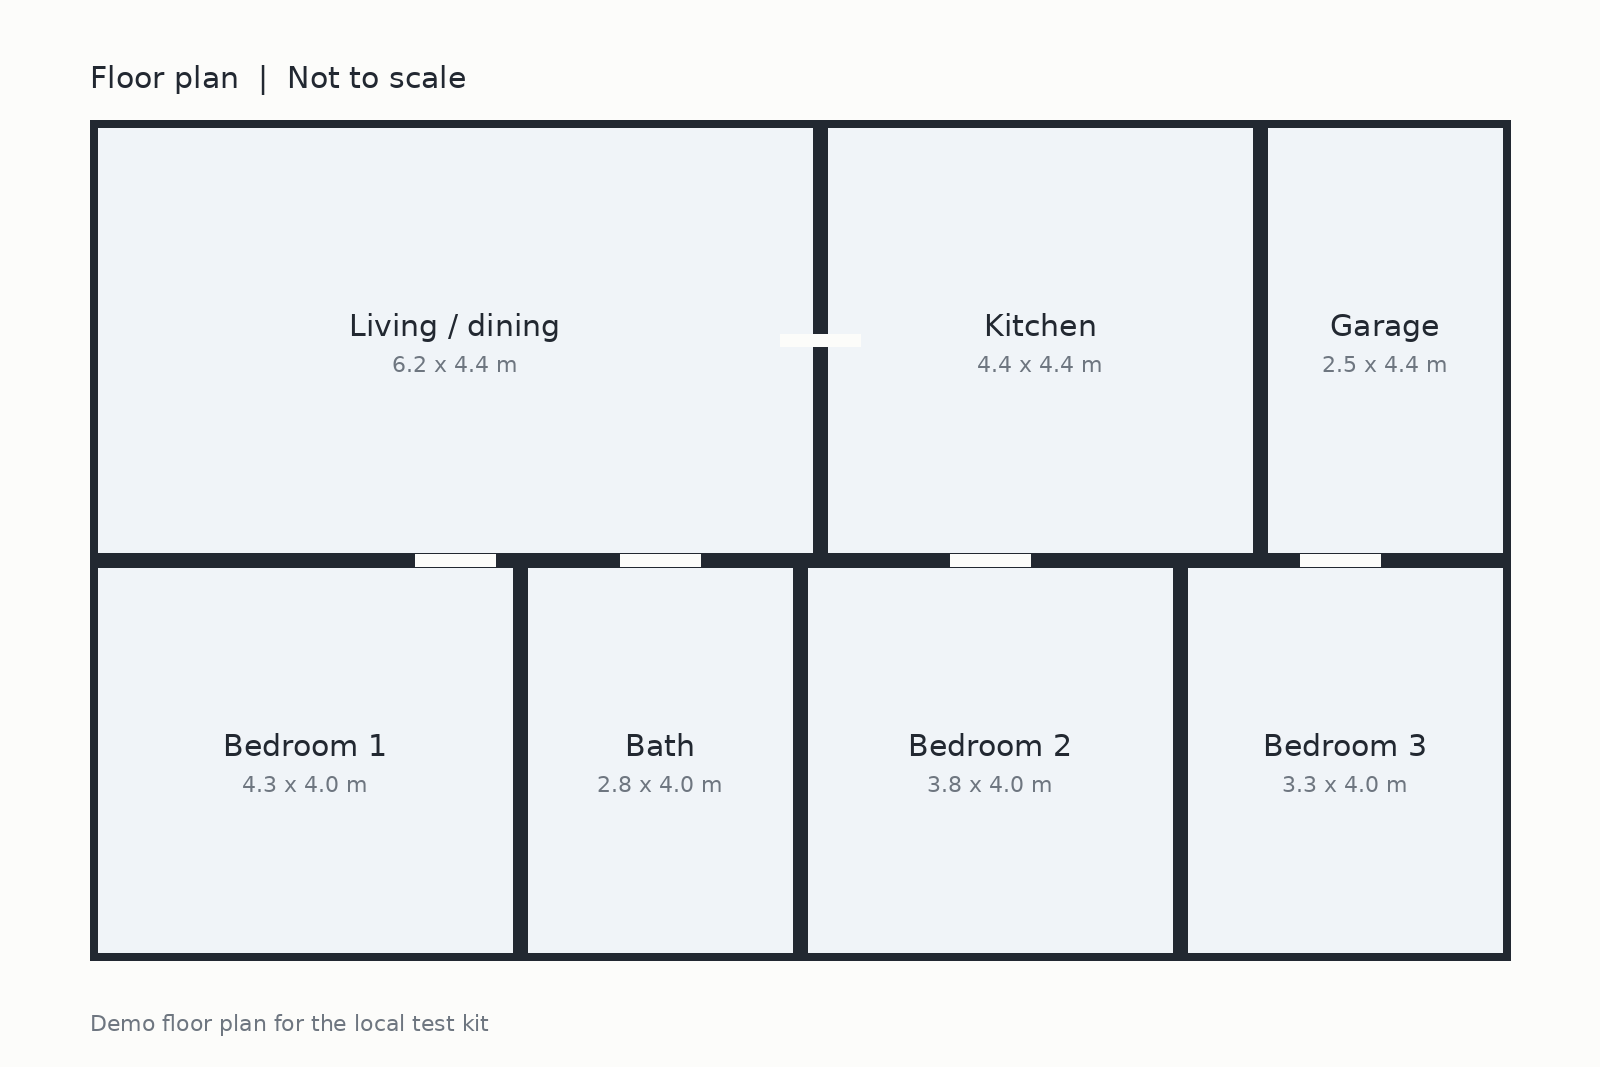 Floor plan | Not to scale
Living / dining
6.2 x 4.4 m
Kitchen
4.4 x 4.4 m
Garage
2.5 x 4.4 m
Bedroom 1
4.3 x 4.0 m
Bath
2.8 x 4.0 m
Bedroom 2
3.8 x 4.0 m
Bedroom 3
3.3 x 4.0 m
Demo floor plan for the local test kit